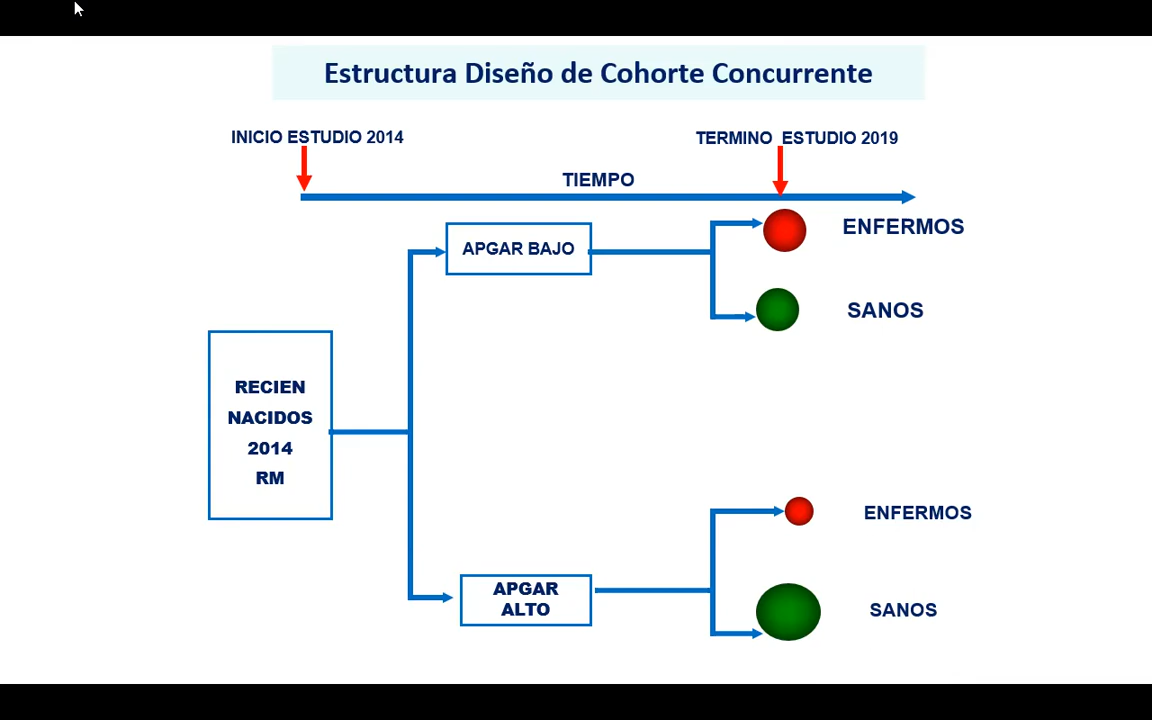 Estructura Diseño de Cohorte Concurrente
INICIO ESTUDIO 2014
TERMINO ESTUDIO 2019
TIEMPO
APGAR BAJO
ENFERMOS
SANOS
RECIEN
NACIDOS
2014
RM
ENFERMOS
APGAR
ALTO
SANOS